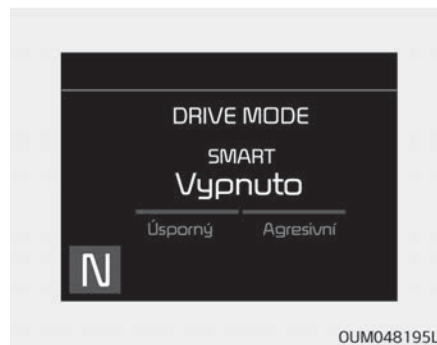 DRIVE MODE
SMART
Vypnuto
Úsporný Agresivní
N
OUM048195L